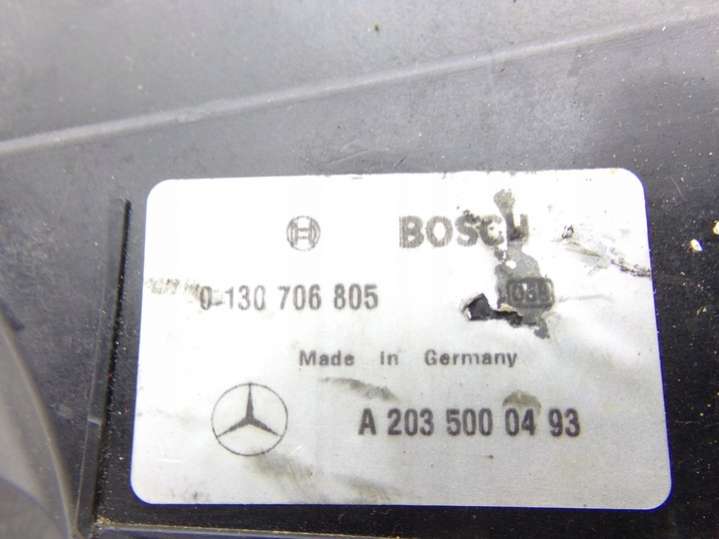 BOSCH
0 130 706 805
Made in Germany
A 203 500 04 93